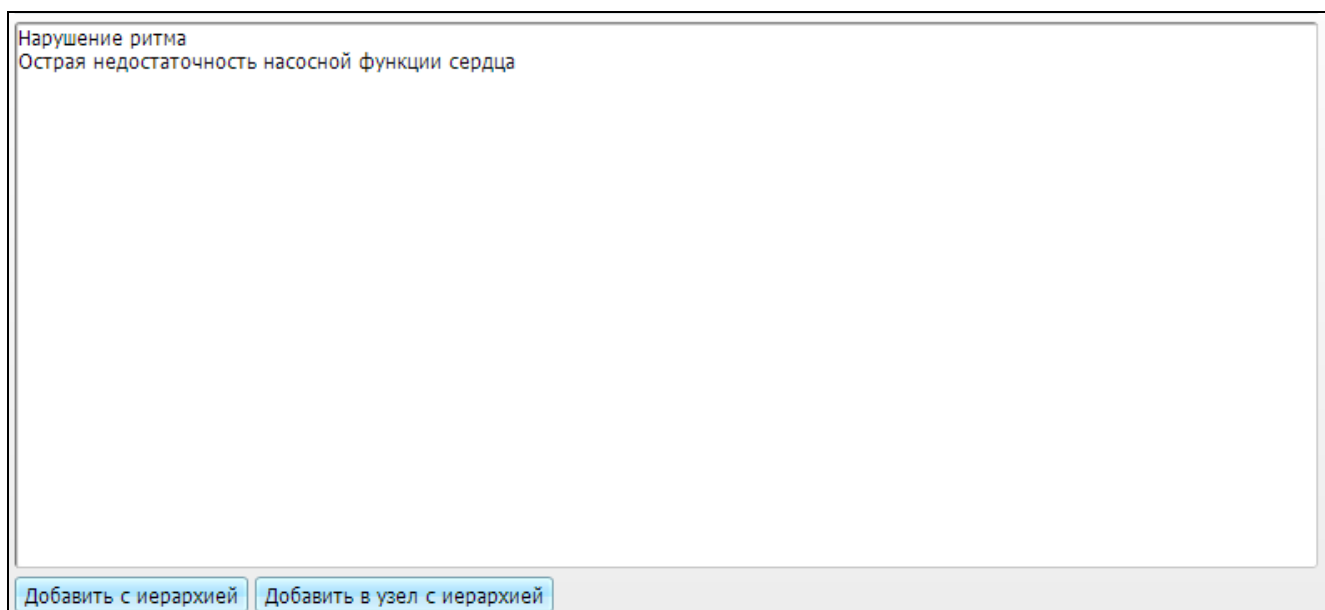 Нарушение ритма
Острая недостаточность насосной функции сердца
Добавить с иерархией Добавить в узел с иерархией